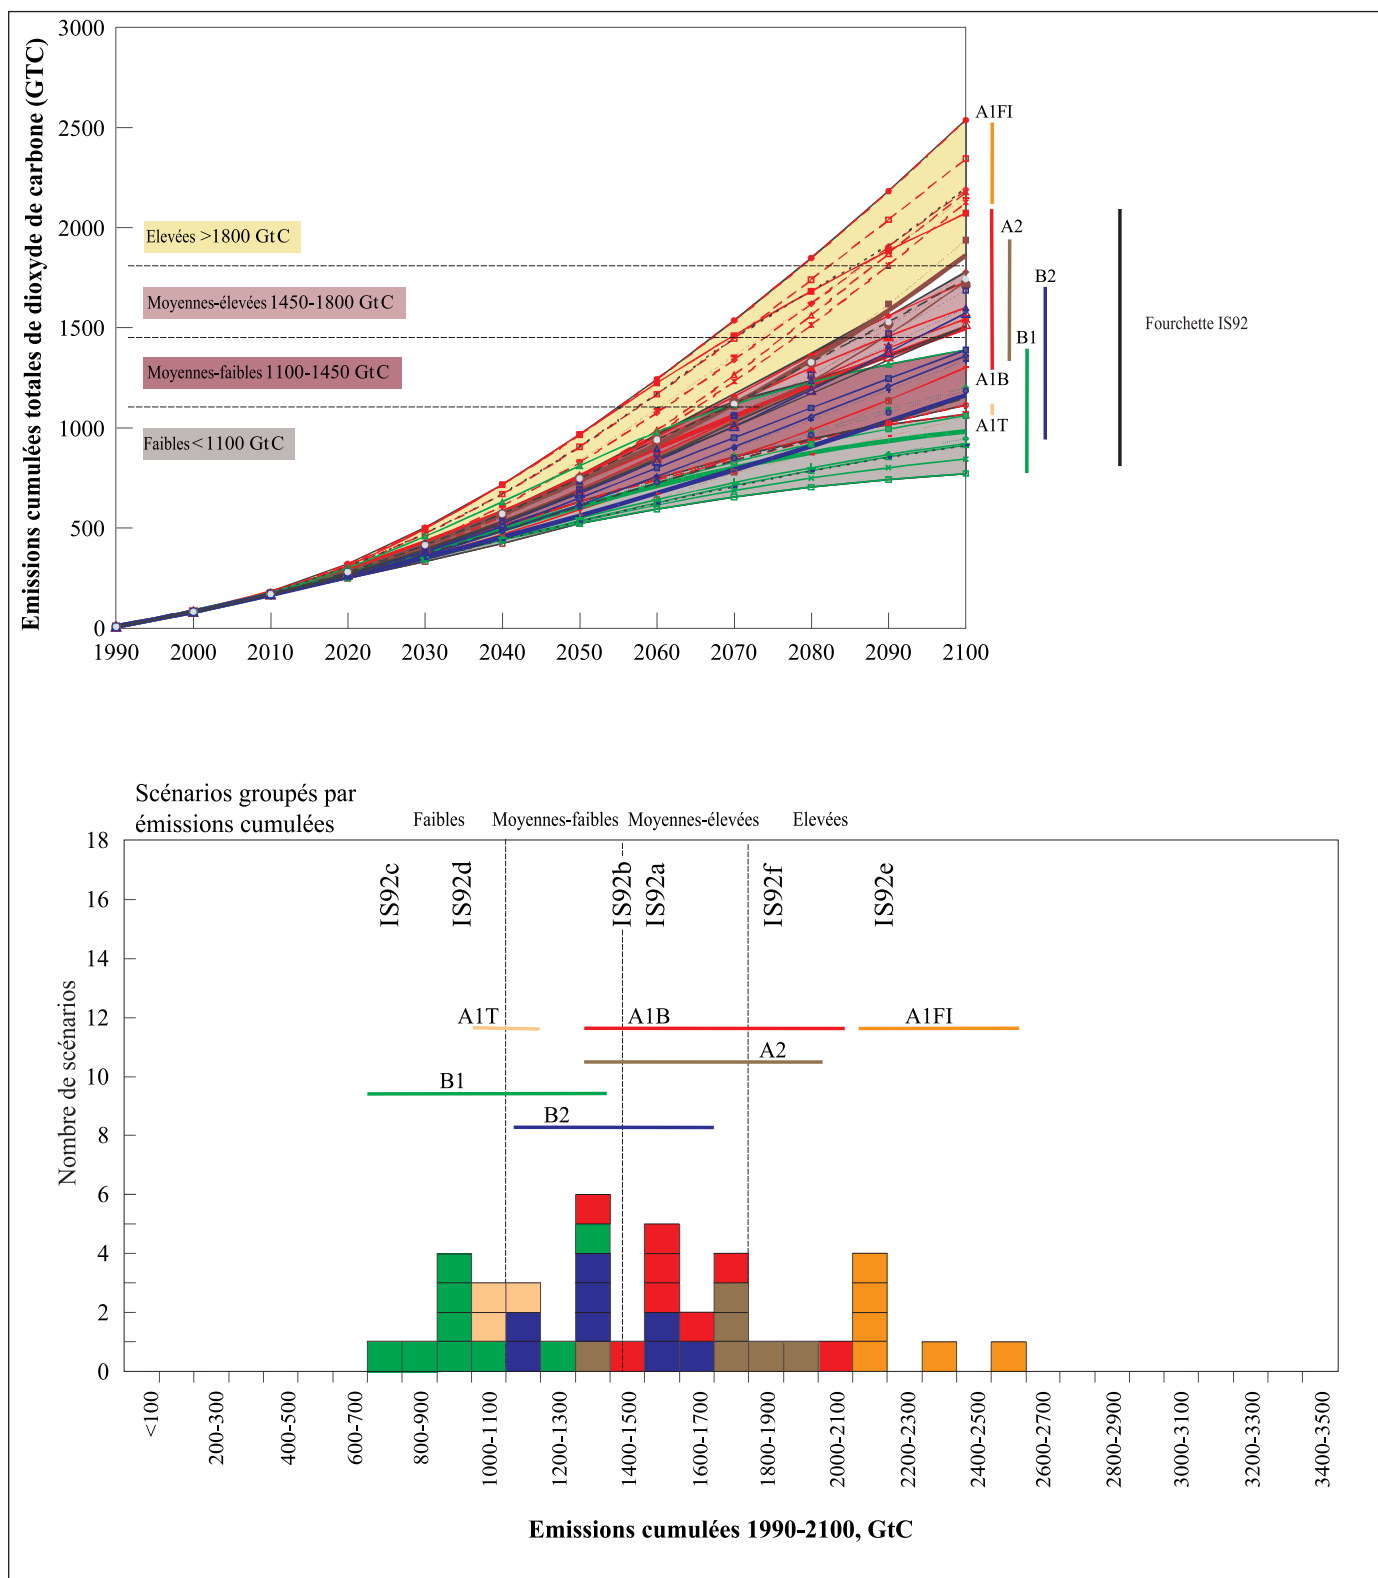 Emissions cumulées totales de dioxyde de carbone (GTC)
3000
2500
2000
1500
1000
500
0
Elevées >1800 GtC
Moyennes-élevées 1450-1800 GtC
Moyennes-faibles 1100-1450 GtC
Faibles < 1100 GtC
1990 2000 2010 2020 2030 2040 2050 2060 2070 2080 2090 2100
A1FI
A2
B2
B1
A1B
A1T
Fourchette IS92
Scénarios groupés par
émissions cumulées
Faibles Moyennes-faibles Moyennes-élevées Elevées
IS92c IS92d IS92b IS92a IS92f IS92e
Nombre de scénarios
18
16
14
12
10
8
6
4
2
0
A1T A1B A1FI
A2
B1
B2
<100 200-300 400-500 600-700 800-900 1000-1100 1200-1300 1400-1500 1600-1700 1800-1900 2000-2100 2200-2300 2400-2500 2600-2700 2800-2900 3000-3100 3200-3300 3400-3500
Emissions cumulées 1990-2100, GtC